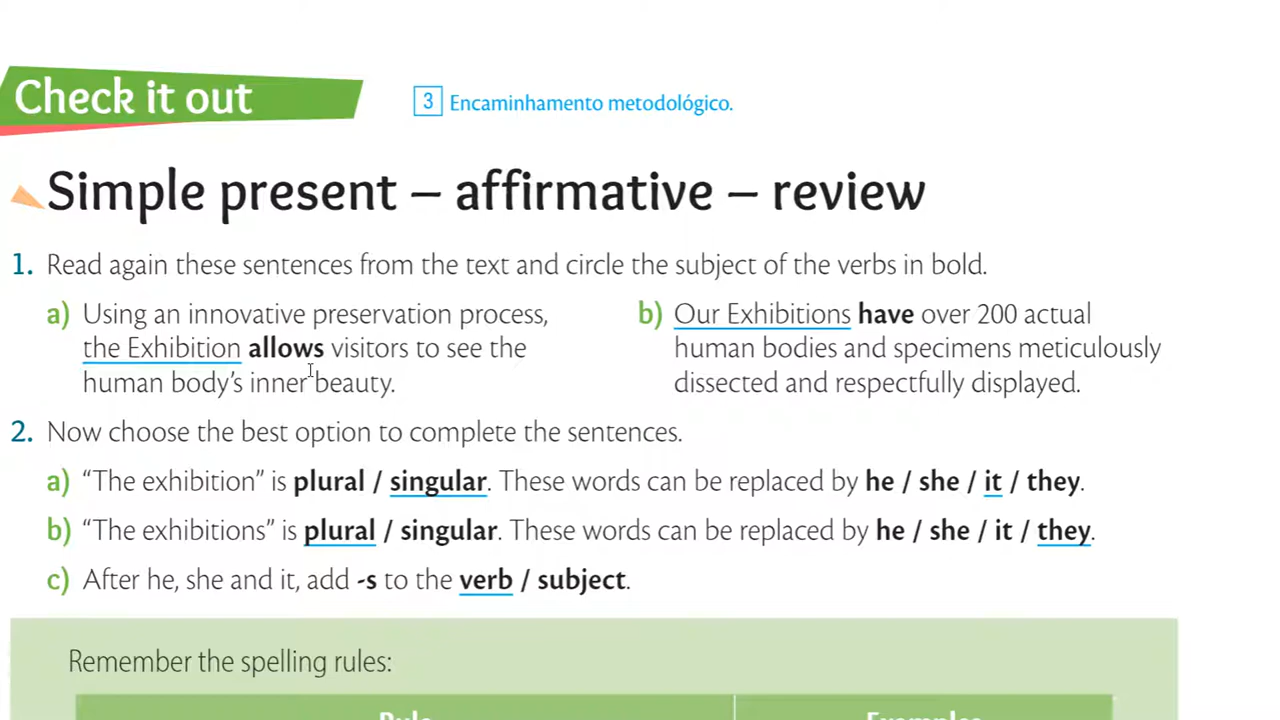 Check it out
3 Encaminhamento metodológico.
Simple present – affirmative – review
1. Read again these sentences from the text and circle the subject of the verbs in bold.
a) Using an innovative preservation process,
the Exhibition allows visitors to see the
human body's inner beauty.
b) Our Exhibitions have over 200 actual
human bodies and specimens meticulously
dissected and respectfully displayed.
2. Now choose the best option to complete the sentences.
a) “The exhibition” is plural / singular. These words can be replaced by he / she / it / they.
b) “The exhibitions” is plural / singular. These words can be replaced by he / she / it / they.
c) After he, she and it, add -s to the verb / subject.
Remember the spelling rules:
Rule
Examples